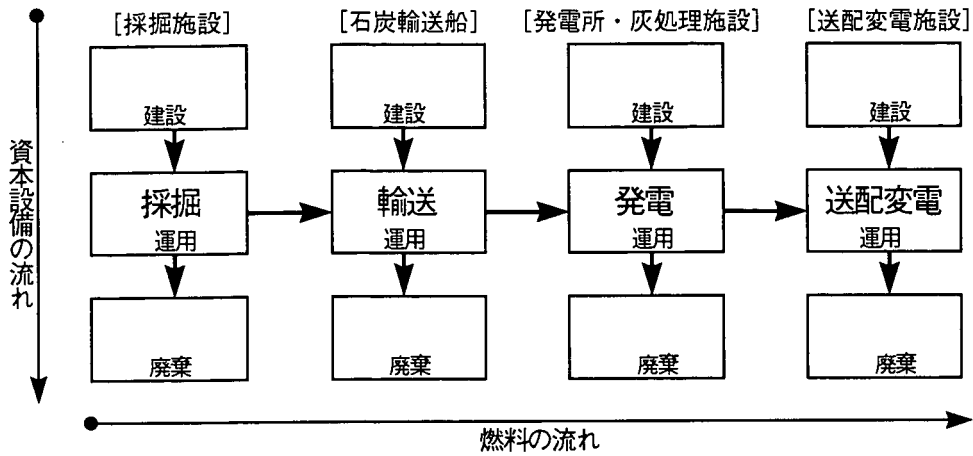 [採掘施設]
[石炭輸送船]
[発電所・灰処理施設]
[送配変電施設]
建設
建設
建設
建設
資本設備の流れ
採掘
輸送
発電
送配変電
運用
運用
運用
運用
廃棄
廃棄
廃棄
廃棄
燃料の流れ